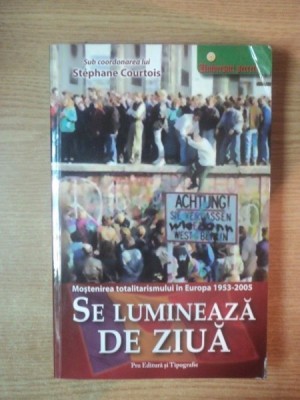 Sub coordonarea lui
Stéphane Courtois
ACHTUNG!
SIE VERLASSEN
WEST-BERLIN
Moștenirea totalitarismului în Europa 1953-2005
SE LUMINEAZĂ
DE ZIUĂ
Pro Editură și Tipografie